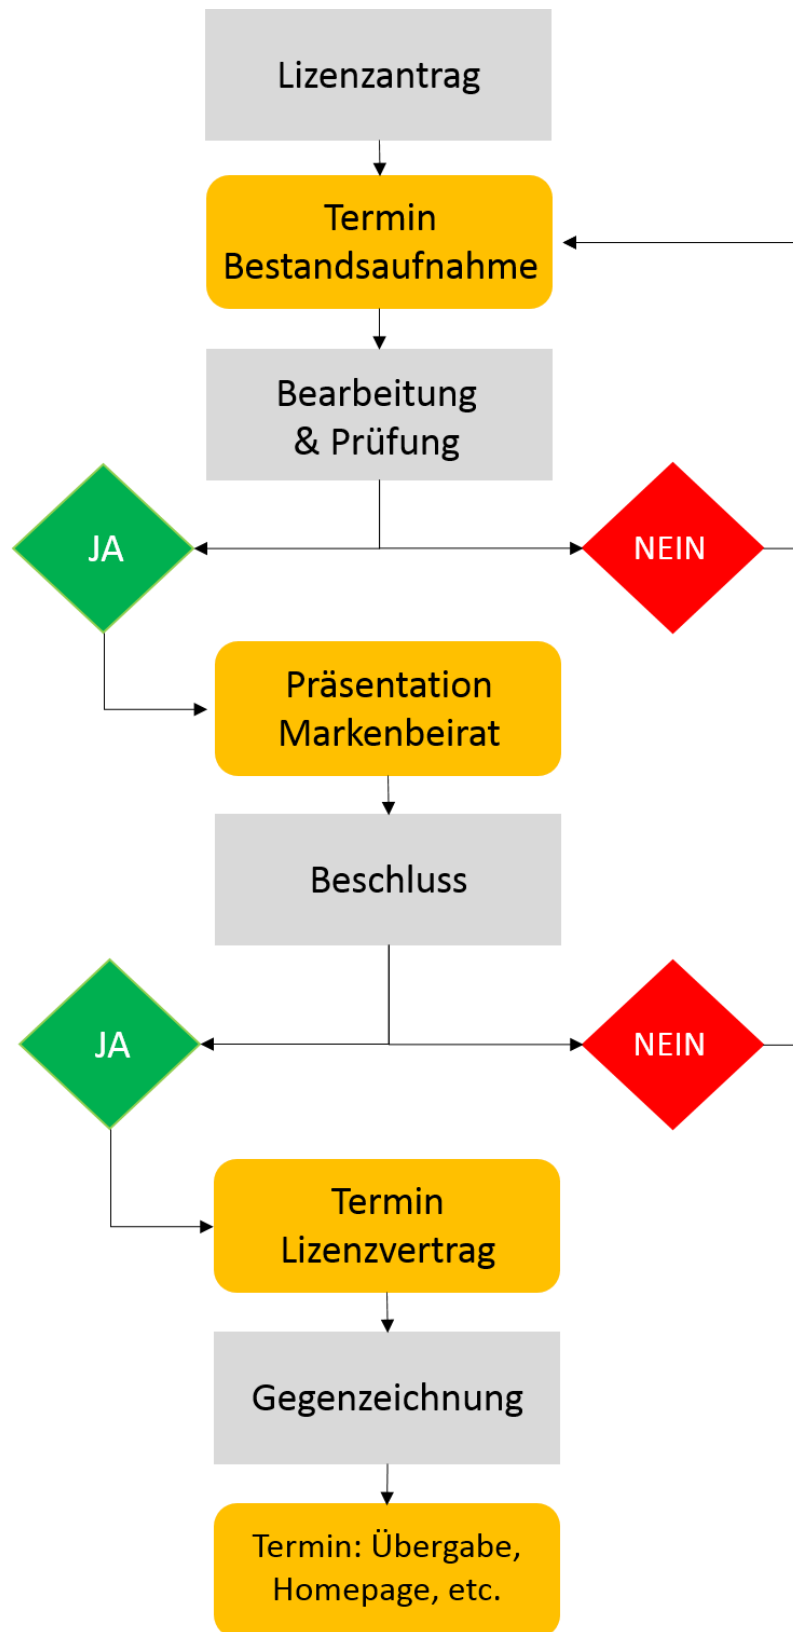 Lizenzantrag
Termin
Bestandsaufnahme
Bearbeitung
& Prüfung
JA
NEIN
Präsentation
Markenbeirat
Beschluss
JA
NEIN
Termin
Lizenzvertrag
Gegenzeichnung
Termin: Übergabe,
Homepage, etc.